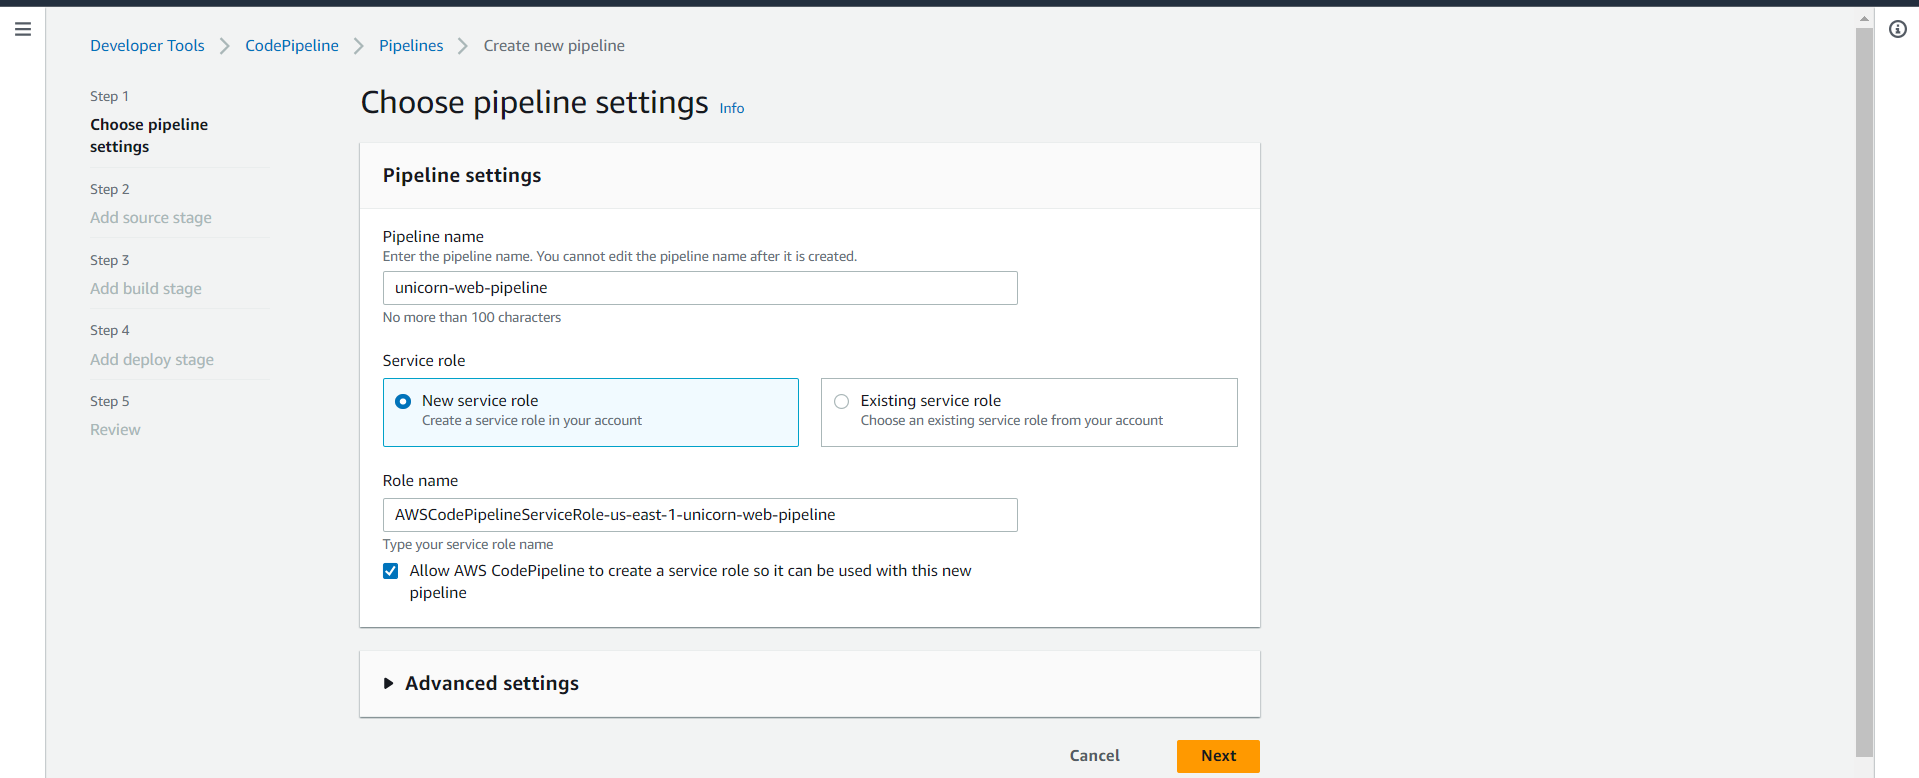 Developer Tools > CodePipeline > Pipelines > Create new pipeline
Step 1
Choose pipeline
settings
Step 2
Add source stage
Step 3
Add build stage
Step 4
Add deploy stage
Step 5
Review
Choose pipeline settings Info
Pipeline settings
Pipeline name
Enter the pipeline name. You cannot edit the pipeline name after it is created.
unicorn-web-pipeline
No more than 100 characters
Service role
New service role
Create a service role in your account
Existing service role
Choose an existing service role from your account
Role name
AWSCodePipelineServiceRole-us-east-1-unicorn-web-pipeline
Type your service role name
Allow AWS CodePipeline to create a service role so it can be used with this new
pipeline
Advanced settings
Cancel
Next